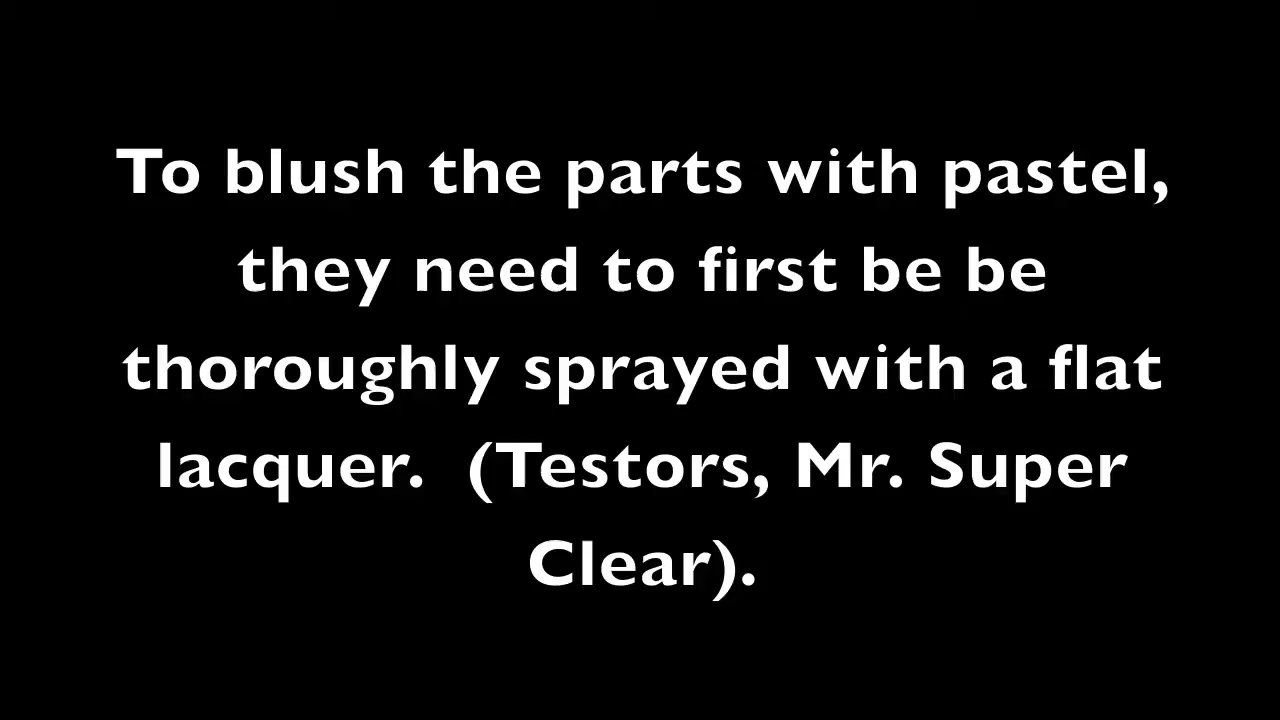 To blush the parts with pastel,
they need to first be be
thoroughly sprayed with a flat
lacquer.  (Testors, Mr. Super
Clear).